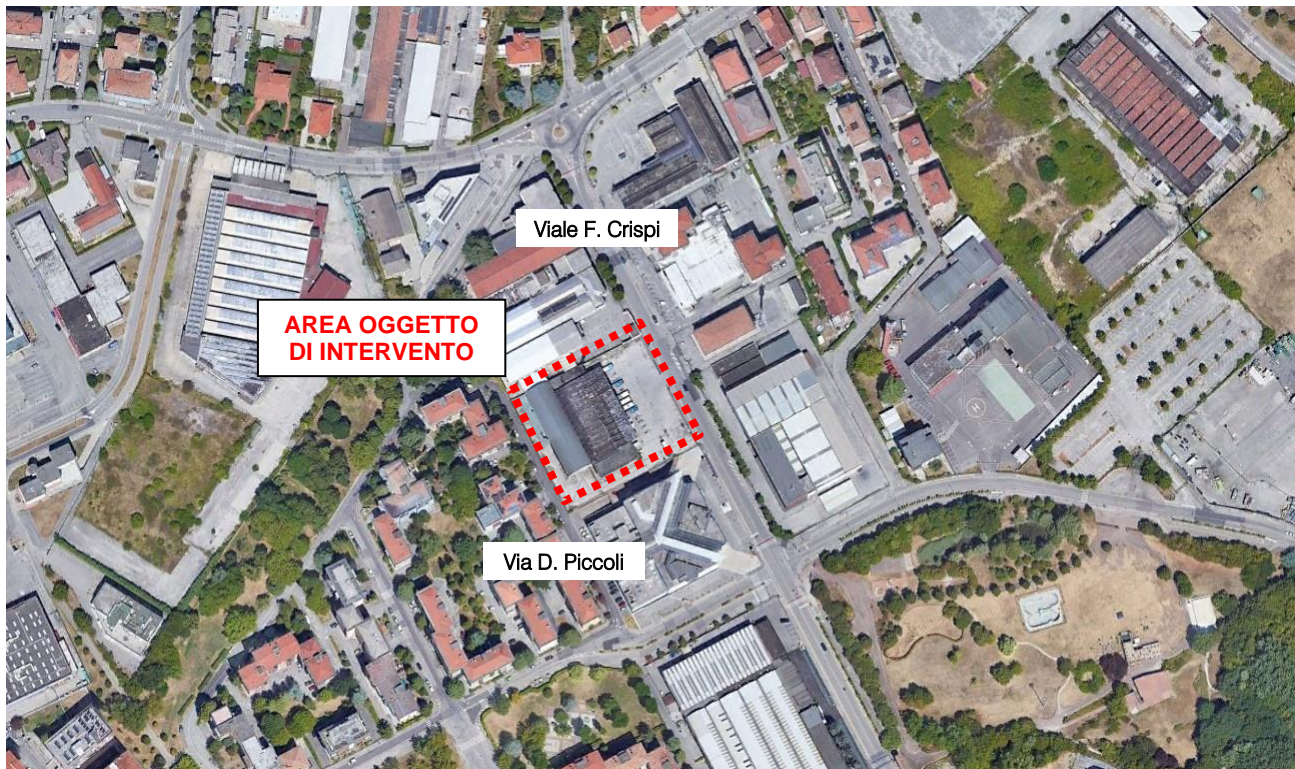 Viale F. Crispi
AREA OGGETTO
DI INTERVENTO
H
Via D. Piccoli